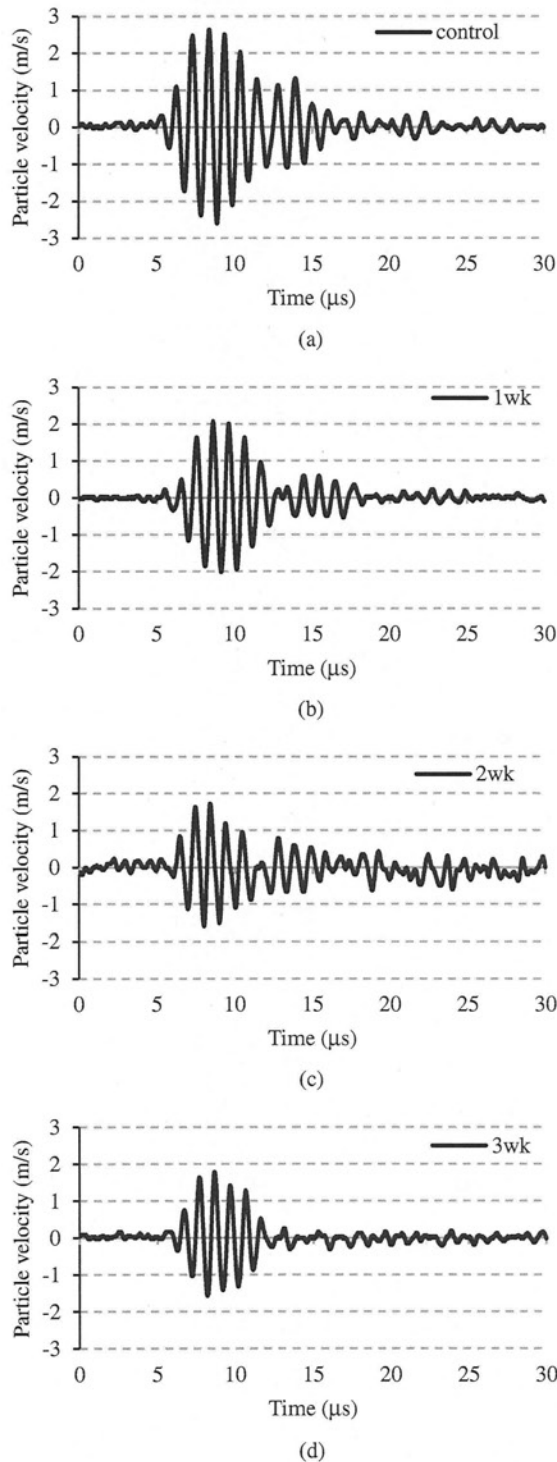 3
2
1
0
-1
-2
-3
Particle velocity (m/s)
control
0 5 10 15 20 25 30
Time (μs)
(a)
3
2
1
0
-1
-2
-3
Particle velocity (m/s)
1wk
0 5 10 15 20 25 30
Time (μs)
(b)
3
2
1
0
-1
-2
-3
Particle velocity (m/s)
2wk
0 5 10 15 20 25 30
Time (μs)
(c)
3
2
1
0
-1
-2
-3
Particle velocity (m/s)
3wk
0 5 10 15 20 25 30
Time (μs)
(d)